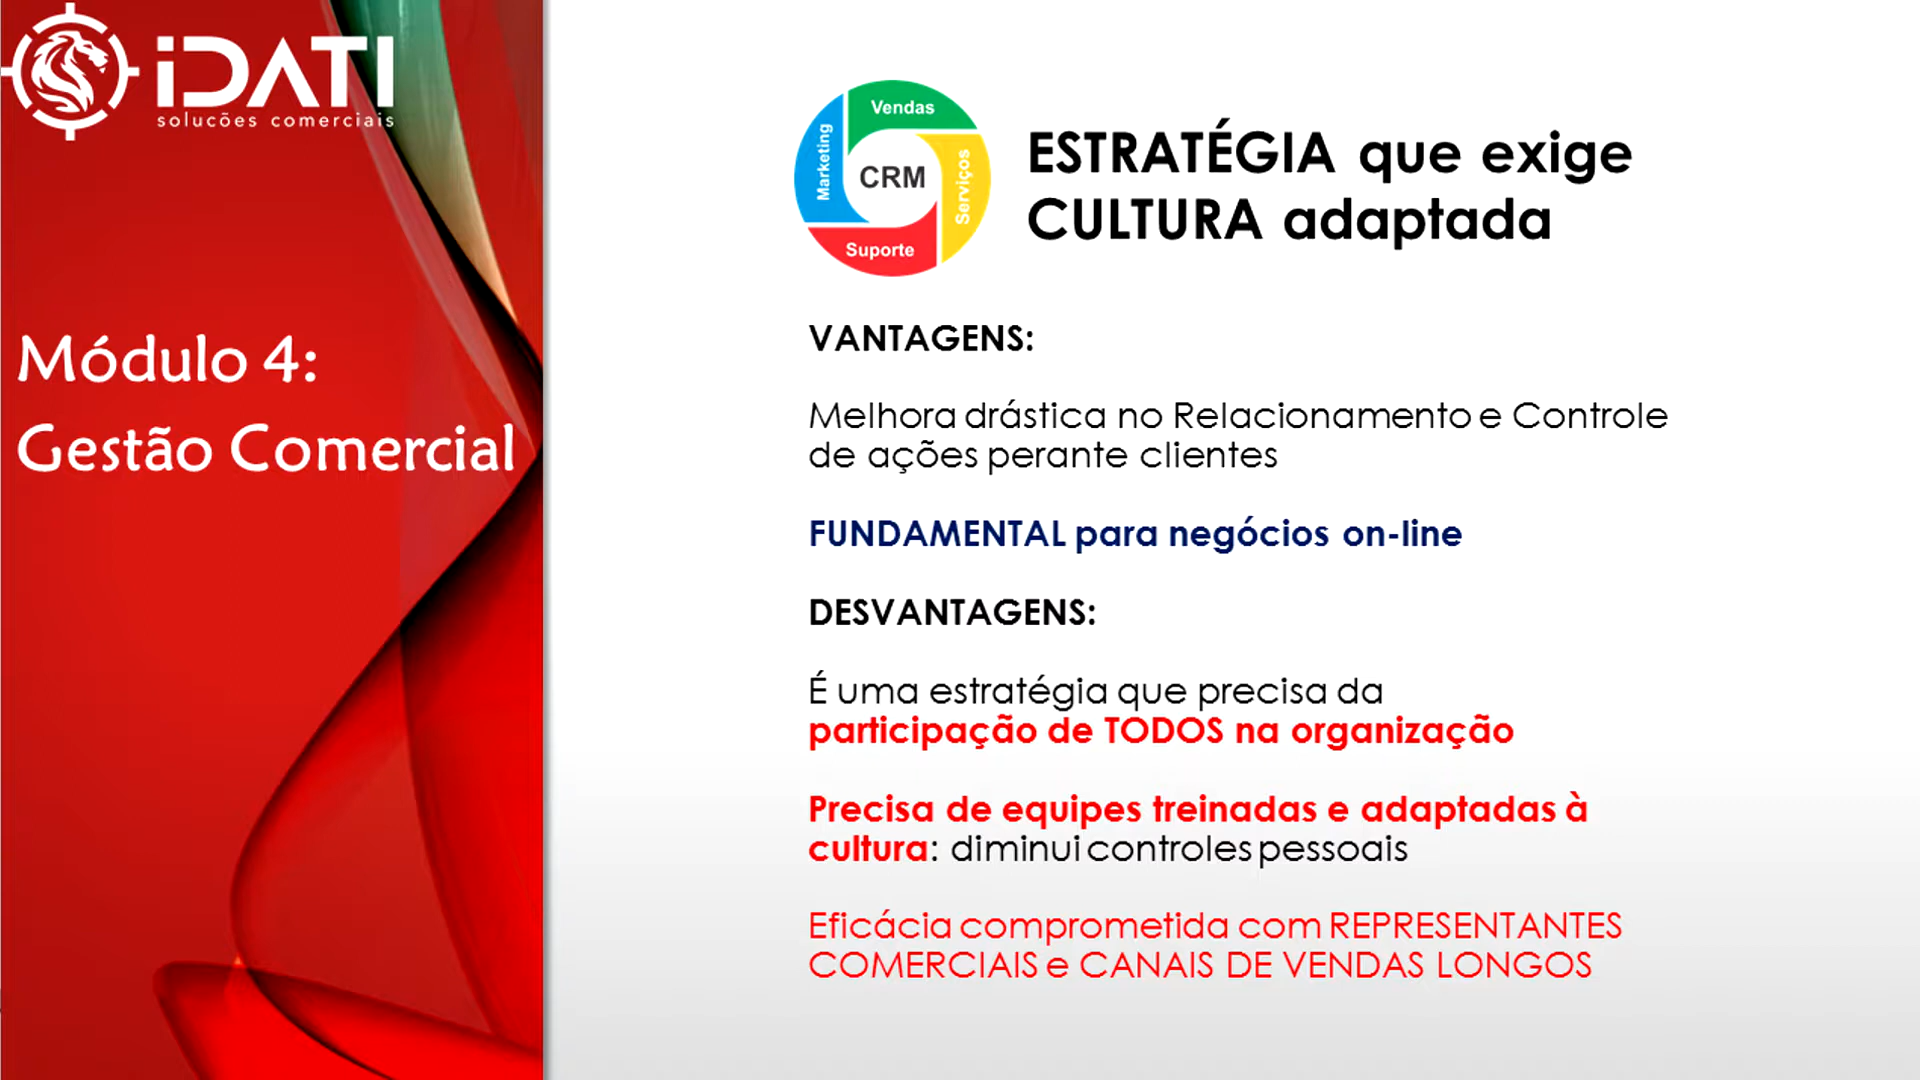 iDATI
solucões comerciais
Módulo 4:
Gestão Comercial
Vendas
Marketing
CRM
Serviços
Suporte
ESTRATÉGIA que exige
CULTURA adaptada
VANTAGENS:
Melhora drástica no Relacionamento e Controle
de ações perante clientes
FUNDAMENTAL para negócios on-line
DESVANTAGENS:
É uma estratégia que precisa da
participação de TODOS na organização
Precisa de equipes treinadas e adaptadas à
cultura: diminui controles pessoais
Eficácia comprometida com REPRESENTANTES
COMERCIAIS e CANAIS DE VENDAS LONGOS